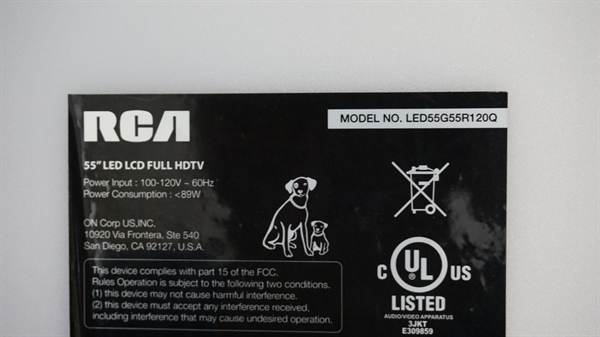 RCA
MODEL NO. LED55G55R120Q
55" LED LCD FULL HDTV
Power Input : 100-120V ~ 60Hz
Power Consumption : <89W
ON Corp US,INC.
10920 Via Frontera, Ste 540
San Diego, CA 92127, U.S.A.
This device complies with part 15 of the FCC.
Rules Operation is subject to the following two conditions.
(1) this device may not cause harmful interference.
(2) this device must accept any interference received,
including interference that may cause undesired operation.
C UL US
LISTED
AUDIO/VIDEO APPARATUS
3JKT
E309859